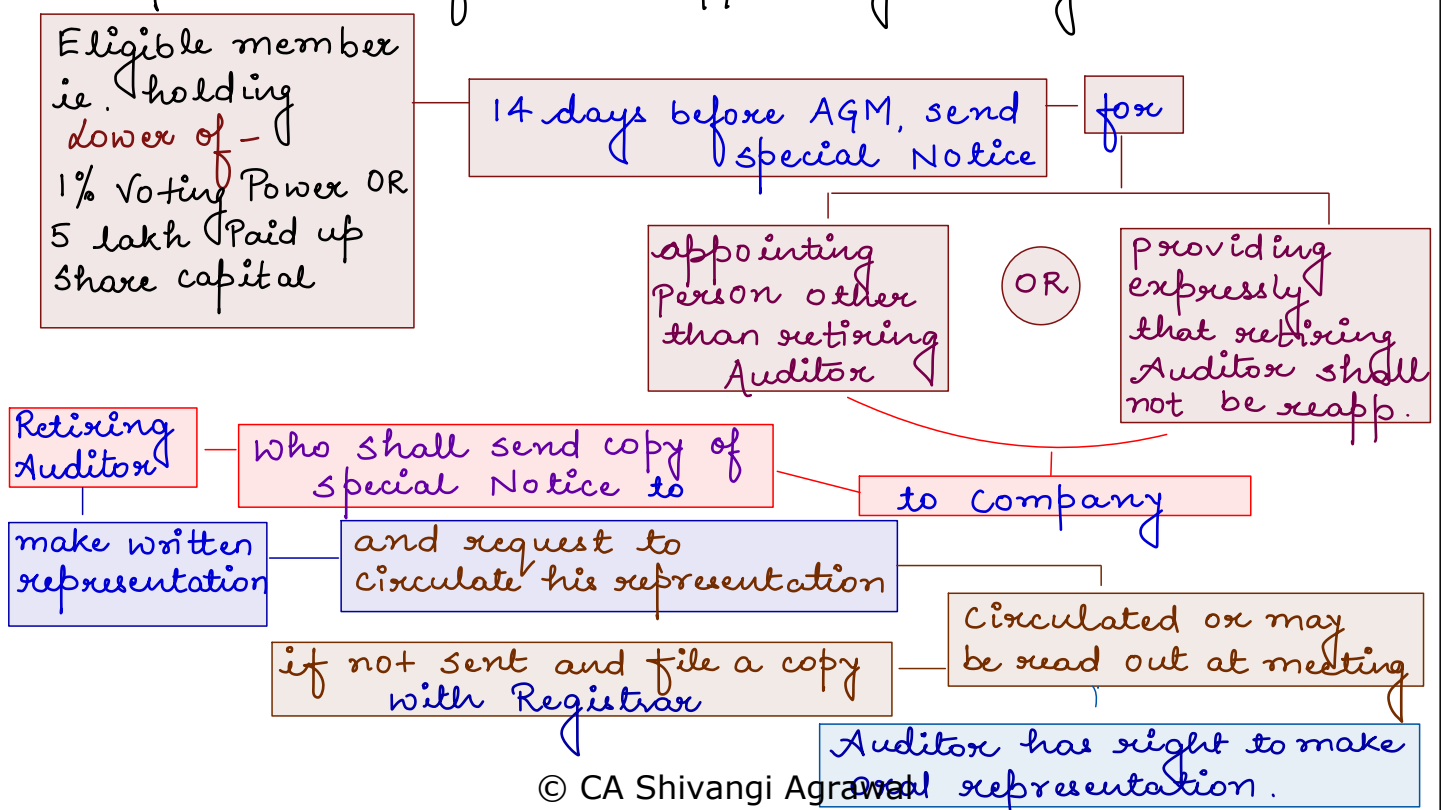 Eligible member
ie. holding
Lower of -
1% Voting Power OR
5 lakh Paid up
Share capital
14 days before AGM, send
special Notice
for
appointing
Person other
than retiring
Auditor
OR
Providing
expressly
that retiring
Auditor shall
not be reapp.
Retiring
Auditor
who shall send copy of
special Notice to
to Company
make written
representation
and request to
circulate his representation
Circulated or may
be read out at meeting
if not sent and file a copy
with Registrar
Auditor has right to make
oral representation.
© CA Shivangi Agrawal